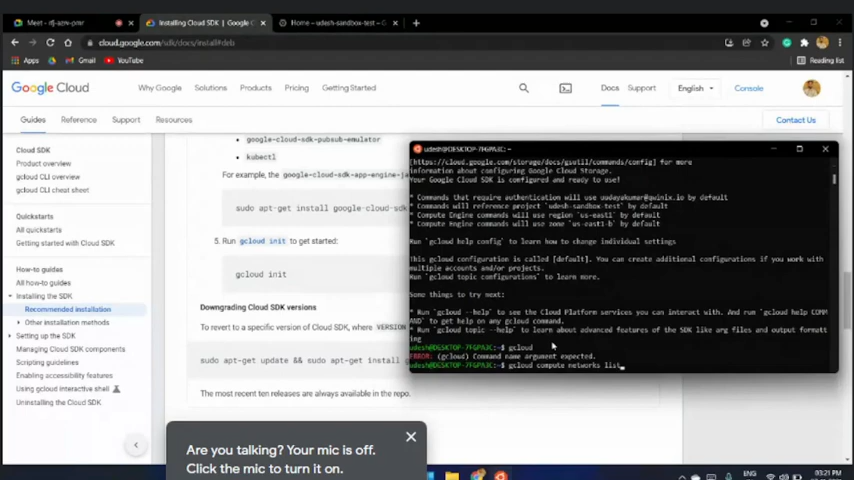 Meet - rfj-azm-pmr
Installing Cloud SDK | Google C
Home – udesh-sandbox-test – G
cloud.google.com/sdk/docs/install#deb
Apps
Gmail
YouTube
Reading list
Google Cloud
Why Google
Solutions
Products
Pricing
Getting Started
Docs
Support
English
Console
Guides
Reference
Support
Resources
Contact Us
Cloud SDK
Product overview
gcloud CLI overview
gcloud CLI cheat sheet
Quickstarts
All quickstarts
Getting started with Cloud SDK
How-to guides
All how-to guides
Installing the SDK
Recommended installation
Other installation methods
Setting up the SDK
Managing Cloud SDK components
Scripting guidelines
Enabling accessibility features
Using gcloud interactive shell
Uninstalling the Cloud SDK
google-cloud-sdk-pubsub-emulator
kubectl
For example, the google-cloud-sdk-app-engine-ja
sudo apt-get install google-cloud-sdk
5. Run gcloud init to get started:
gcloud init
Downgrading Cloud SDK versions
To revert to a specific version of Cloud SDK, where VERSION
sudo apt-get update && sudo apt-get install g
The most recent ten releases are always available in the repo.
udesh@DESKTOP-7FGPAJC: ~
[https://cloud.google.com/storage/docs/gsutil/commands/config] for more
information about configuring Google Cloud Storage.
Your Google Cloud SDK is configured and ready to use!
* Commands that require authentication will use uudayakumar@qwinix.io by default
* Commands will reference project `udesh-sandbox-test` by default
* Compute Engine commands will use region `us-east1` by default
* Compute Engine commands will use zone `us-east1-b` by default
Run `gcloud help config` to learn how to change individual settings
This gcloud configuration is called [default]. You can create additional configurations if you work with
multiple accounts and/or projects.
Run `gcloud topic configurations` to learn more.
Some things to try next:
* Run `gcloud --help` to see the Cloud Platform services you can interact with. And run `gcloud help COMM
AND` to get help on any gcloud command.
* Run `gcloud topic --help` to learn about advanced features of the SDK like arg files and output formatt
ing
udesh@DESKTOP-7FGPAJC:~$ gcloud
ERROR: (gcloud) Command name argument expected.
udesh@DESKTOP-7FGPAJC:~$ gcloud compute networks list
Are you talking? Your mic is off.
Click the mic to turn it on.
ENG
03:21 PM